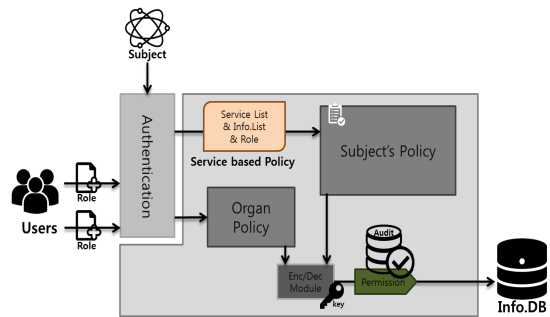 Subject
Authentication
Service List
& Info.List
& Role
Service based Policy
Subject's Policy
Role
Users
Role
Organ
Policy
Audit
Enc/Dec
Module
key
Permission
Info.DB